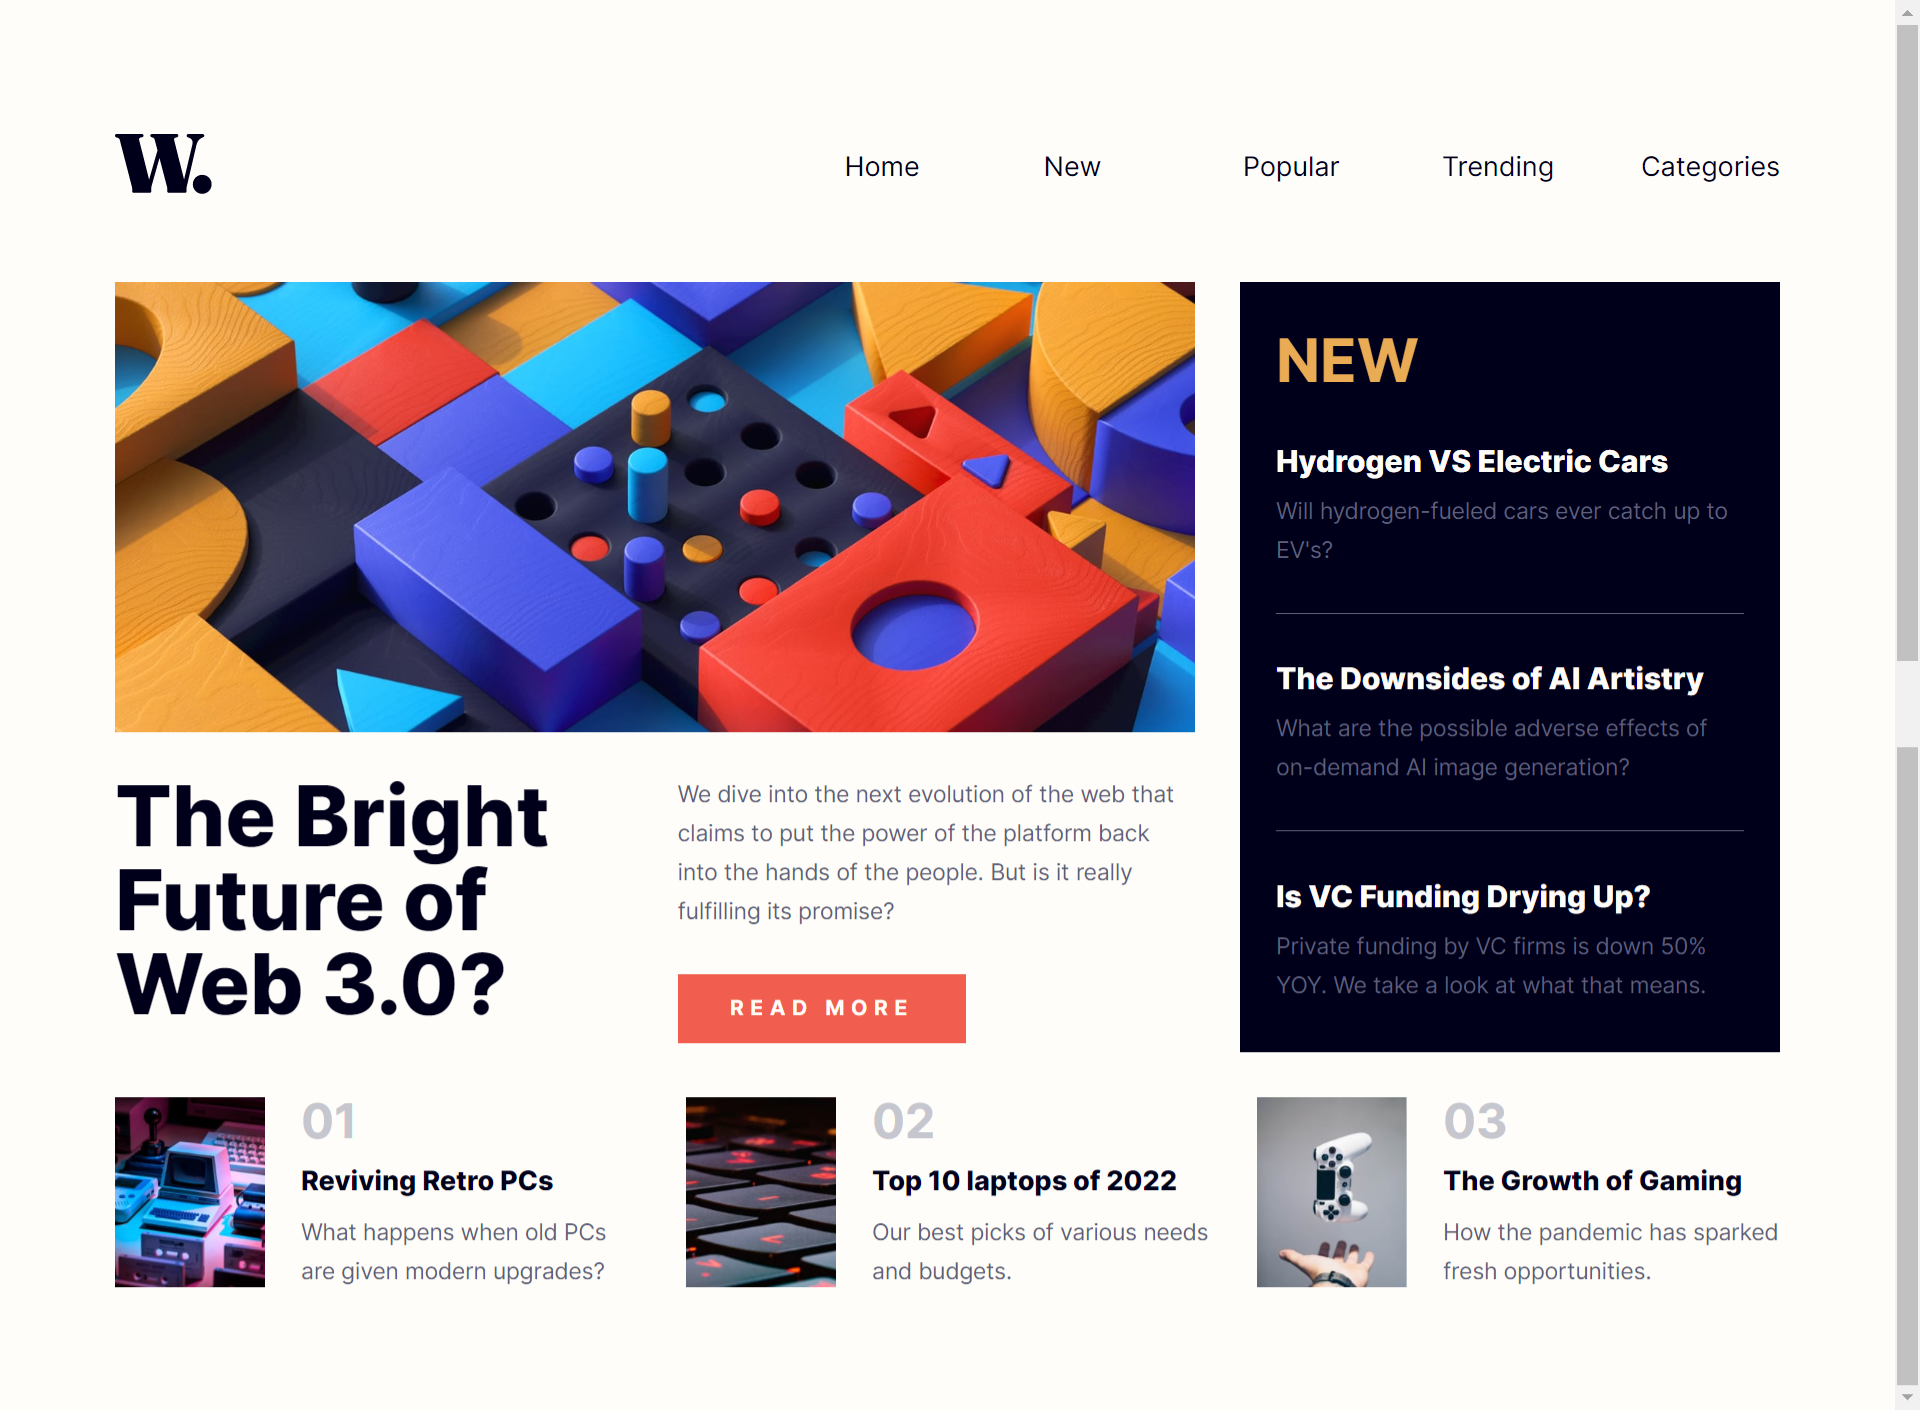 W.
Home
New
Popular
Trending
Categories
The Bright
Future of
Web 3.0?
We dive into the next evolution of the web that
claims to put the power of the platform back
into the hands of the people. But is it really
fulfilling its promise?
READ MORE
NEW
Hydrogen VS Electric Cars
Will hydrogen-fueled cars ever catch up to
EV's?
The Downsides of AI Artistry
What are the possible adverse effects of
on-demand AI image generation?
Is VC Funding Drying Up?
Private funding by VC firms is down 50%
YOY. We take a look at what that means.
01
Reviving Retro PCs
What happens when old PCs
are given modern upgrades?
02
Top 10 laptops of 2022
Our best picks of various needs
and budgets.
03
The Growth of Gaming
How the pandemic has sparked
fresh opportunities.